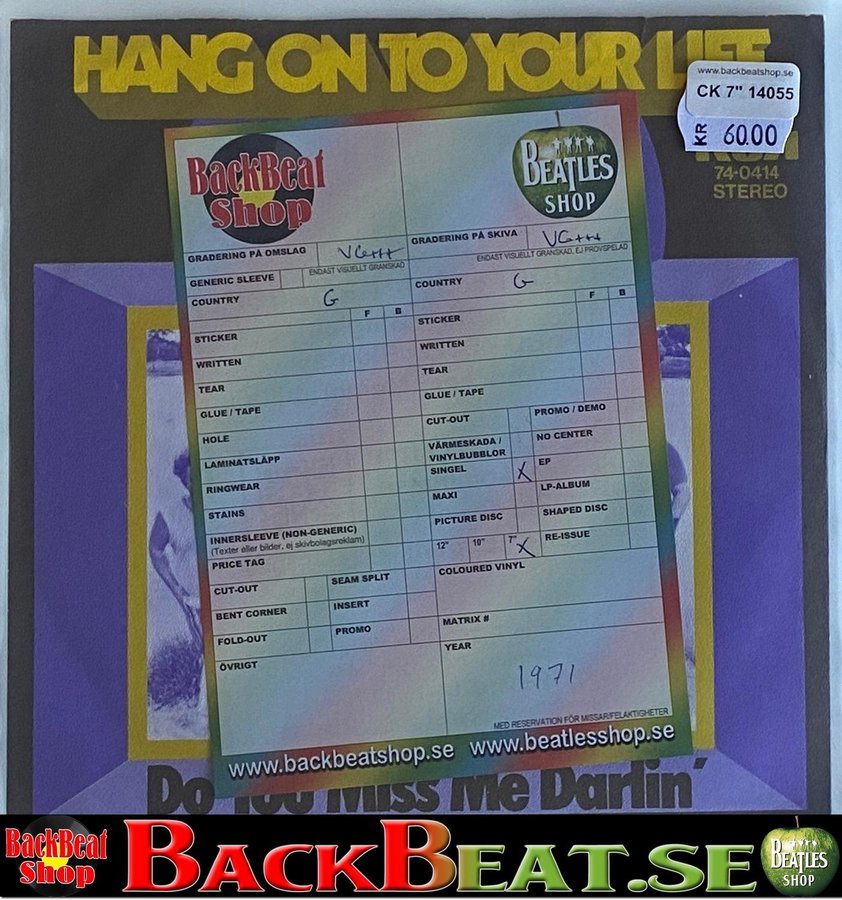 HANG ON TO YOUR LIFE
www.backbeatshop.se
CK 7" 14055
KR 60.00
RCA
74-0414
STEREO
BackBeat
Shop
BEATLES
SHOP
GRADERING PÅ OMSLAG VG+++
ENDAST VISUELLT GRANSKAD
GENERIC SLEEVE
COUNTRY G
F B
STICKER
WRITTEN
TEAR
GLUE / TAPE
HOLE
LAMINATSLÄPP
RINGWEAR
STAINS
INNERSLEEVE (NON-GENERIC)
(Texter eller bilder, ej skivbolagsreklam)
PRICE TAG
CUT-OUT SEAM SPLIT
BENT CORNER INSERT
FOLD-OUT PROMO
ÖVRIGT
GRADERING PÅ SKIVA VG+++
ENDAST VISUELLT GRANSKAD, EJ PROVSPELAD
COUNTRY G
F B
STICKER
WRITTEN
TEAR
GLUE / TAPE
CUT-OUT PROMO / DEMO
VÄRMESKADA / NO CENTER
VINYLBUBBLOR
SINGEL X EP
MAXI LP-ALBUM
PICTURE DISC SHAPED DISC
12" 10" 7" X RE-ISSUE
COLOURED VINYL
MATRIX #
YEAR
1971
MED RESERVATION FÖR MISSAR/FELAKTIGHETER
www.backbeatshop.se www.beatlesshop.se
Do You Miss Me Darlin'
BackBeat
Shop
BACKBEAT.SE
BEATLES
SHOP